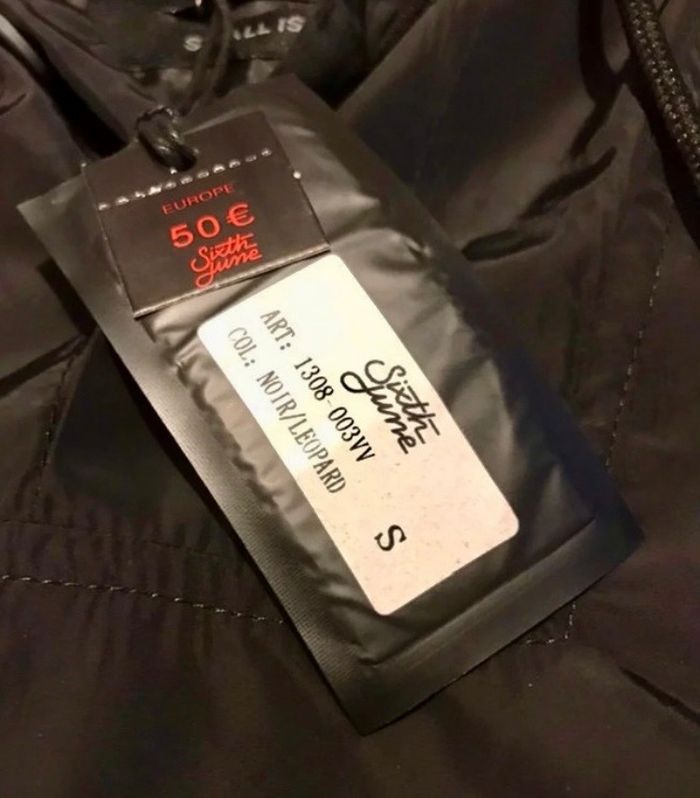 EUROPE
50 €
Sixth
June
Sixth
June
ART: 1308-003VV
COL: NOIR/LEOPARD
S